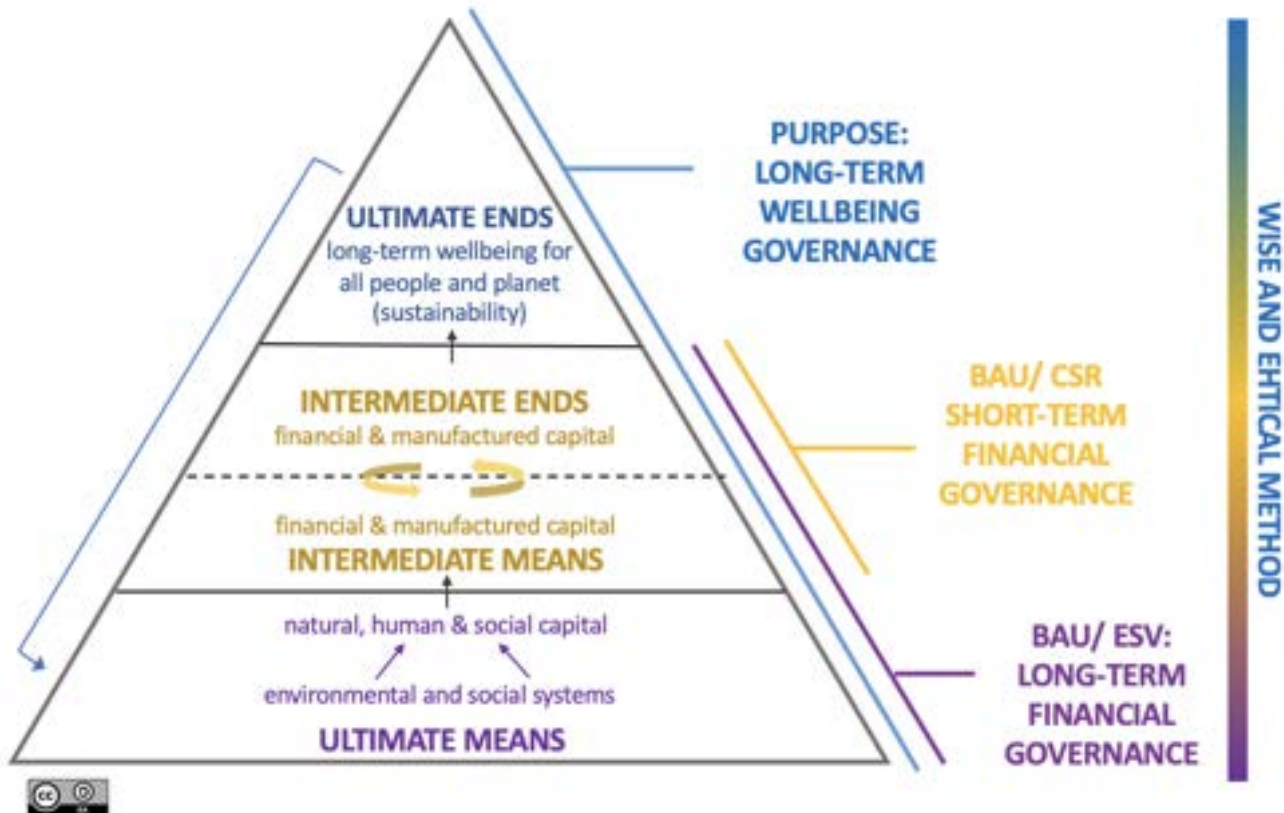 PURPOSE:
LONG-TERM
WELLBEING
GOVERNANCE
ULTIMATE ENDS
long-term wellbeing for
all people and planet
(sustainability)
INTERMEDIATE ENDS
financial & manufactured capital
financial & manufactured capital
INTERMEDIATE MEANS
natural, human & social capital
environmental and social systems
ULTIMATE MEANS
BAU/ CSR
SHORT-TERM
FINANCIAL
GOVERNANCE
BAU/ ESV:
LONG-TERM
FINANCIAL
GOVERNANCE
WISE AND EHTICAL METHOD
cc